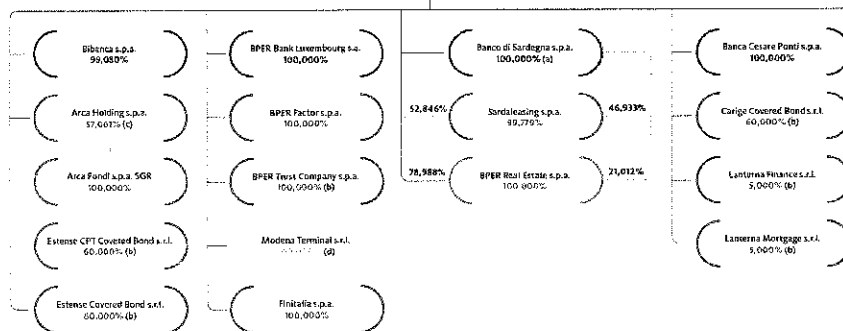 Bibanca s.p.a.
99,080%
Arca Holding s.p.a.
57,061% (c)
Arca Fondi s.p.a. SGR
100,000%
Estense CPT Covered Bond s.r.l.
60,000% (b)
Estense Covered Bond s.r.l.
60,000% (b)
BPER Bank Luxembourg s.a.
100,000%
BPER Factor s.p.a.
100,000%
BPER Trust Company s.p.a.
100,000% (b)
Modena Terminal s.r.l.
(d)
Finitalia s.p.a.
100,000%
Banco di Sardegna s.p.a.
100,000% (a)
52,846%
Sardaleasing s.p.a.
99,779%
46,933%
78,988%
BPER Real Estate s.p.a.
100,000%
21,012%
Banca Cesare Ponti s.p.a.
100,000%
Carige Covered Bond s.r.l.
60,000% (b)
Lanterna Finance s.r.l.
5,000% (b)
Lanterna Mortgage s.r.l.
5,000% (b)